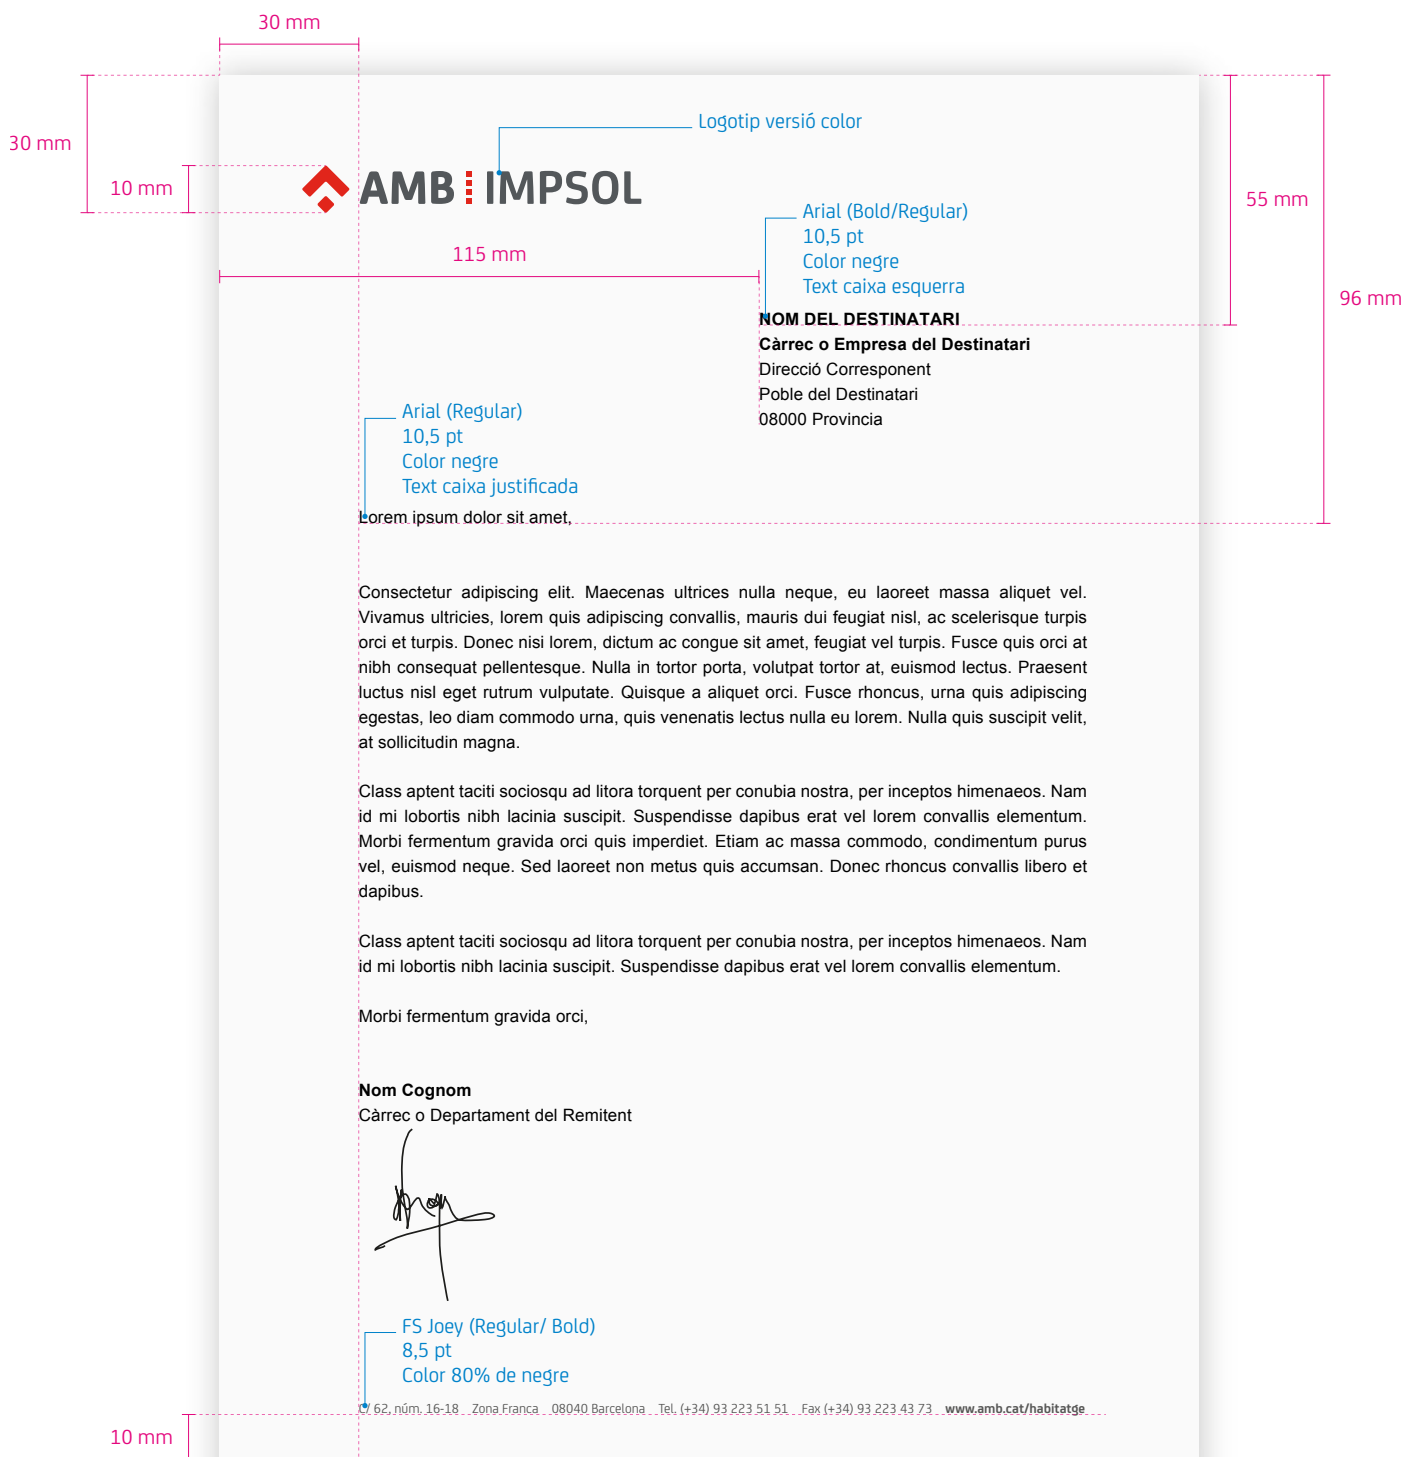 30 mm
30 mm
10 mm
Logotip versió color
AMB IMPSOL
55 mm
96 mm
115 mm
Arial (Bold/Regular)
10,5 pt
Color negre
Text caixa esquerra
NOM DEL DESTINATARI
Càrrec o Empresa del Destinatari
Direcció Corresponent
Poble del Destinatari
08000 Provincia
Arial (Regular)
10,5 pt
Color negre
Text caixa justificada
Lorem ipsum dolor sit amet,
Consectetur adipiscing elit. Maecenas ultrices nulla neque, eu laoreet massa aliquet vel.
Vivamus ultricies, lorem quis adipiscing convallis, mauris dui feugiat nisl, ac scelerisque turpis
orci et turpis. Donec nisi lorem, dictum ac congue sit amet, feugiat vel turpis. Fusce quis orci at
nibh consequat pellentesque. Nulla in tortor porta, volutpat tortor at, euismod lectus. Praesent
luctus nisl eget rutrum vulputate. Quisque a aliquet orci. Fusce rhoncus, urna quis adipiscing
egestas, leo diam commodo urna, quis venenatis lectus nulla eu lorem. Nulla quis suscipit velit,
at sollicitudin magna.
Class aptent taciti sociosqu ad litora torquent per conubia nostra, per inceptos himenaeos. Nam
id mi lobortis nibh lacinia suscipit. Suspendisse dapibus erat vel lorem convallis elementum.
Morbi fermentum gravida orci quis imperdiet. Etiam ac massa commodo, condimentum purus
vel, euismod neque. Sed laoreet non metus quis accumsan. Donec rhoncus convallis libero et
dapibus.
Class aptent taciti sociosqu ad litora torquent per conubia nostra, per inceptos himenaeos. Nam
id mi lobortis nibh lacinia suscipit. Suspendisse dapibus erat vel lorem convallis elementum.
Morbi fermentum gravida orci,
Nom Cognom
Càrrec o Departament del Remitent
FS Joey (Regular/ Bold)
8,5 pt
Color 80% de negre
C/ 62, núm. 16-18 Zona Franca 08040 Barcelona Tel. (+34) 93 223 51 51 Fax (+34) 93 223 43 73 www.amb.cat/habitatge
10 mm